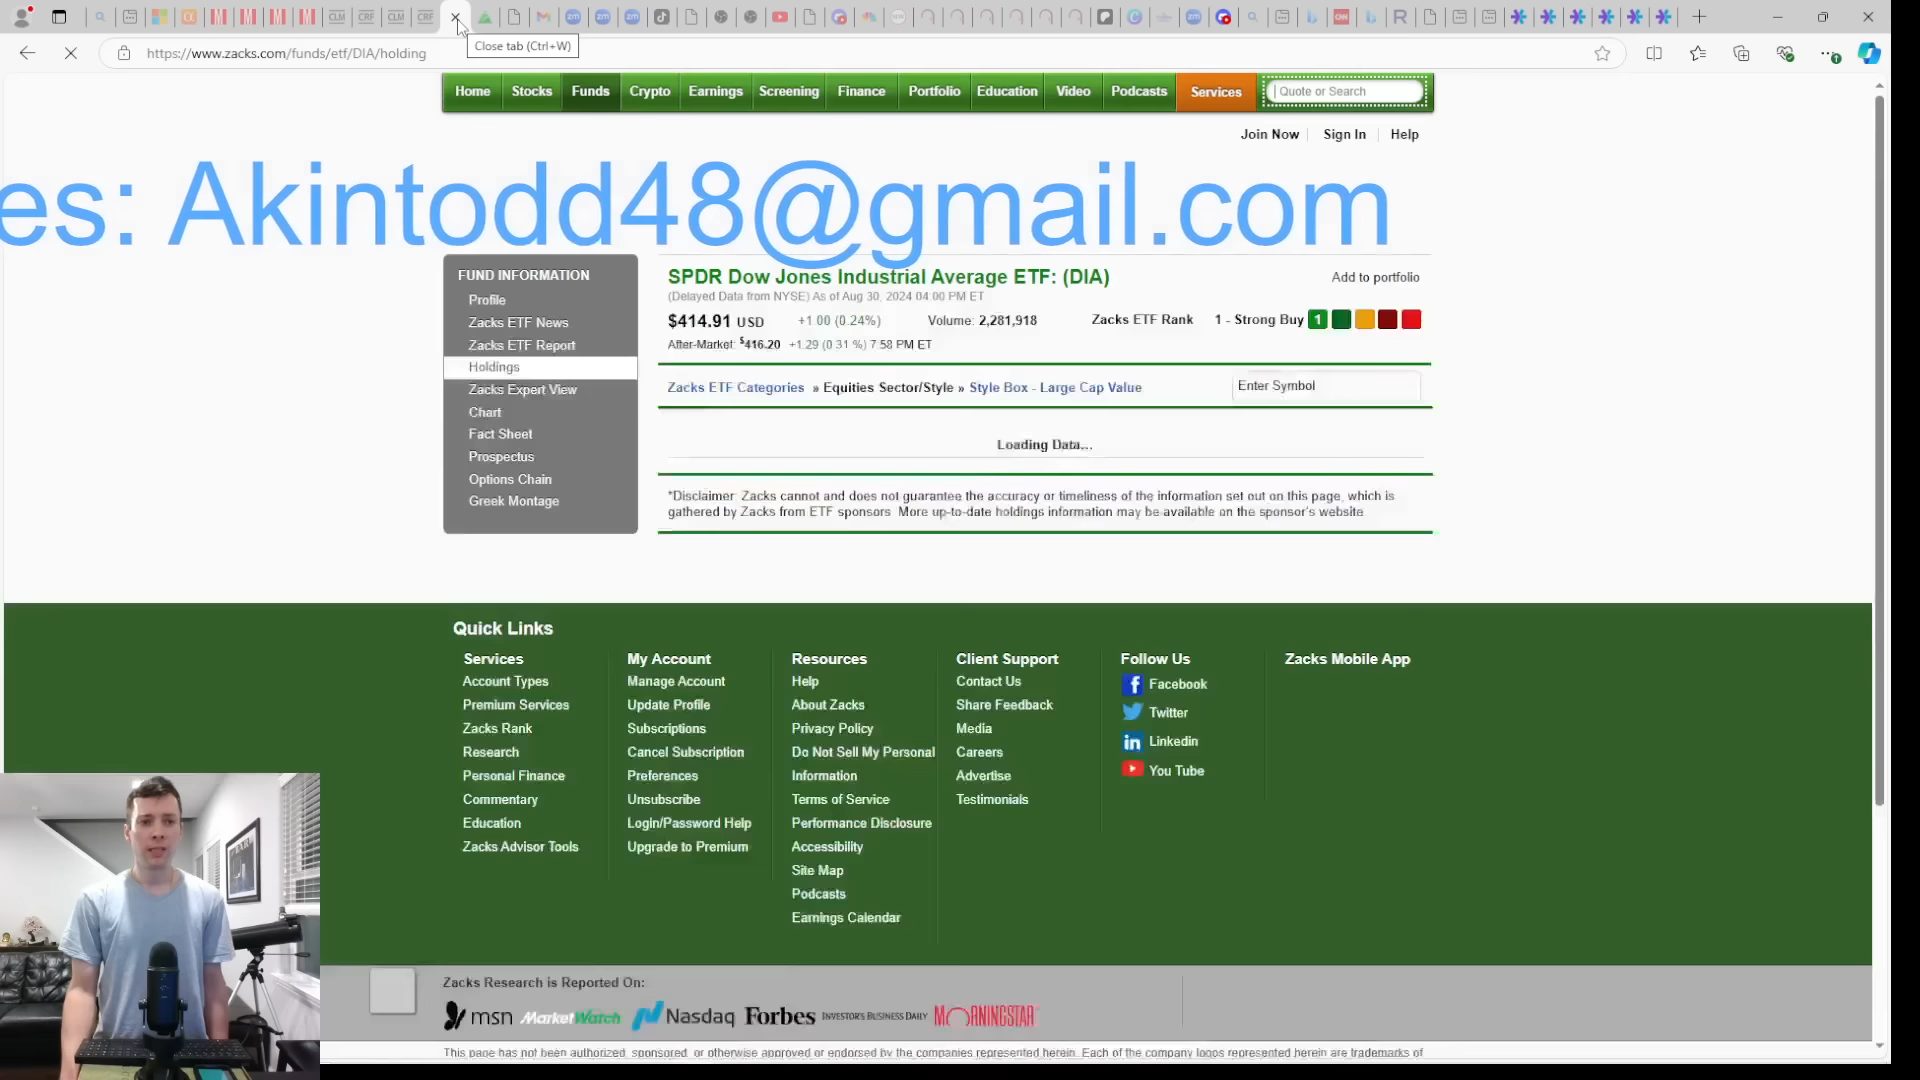 CLM
CRF
CLM
CRF
Close tab (Ctrl+W)
https://www.zacks.com/funds/etf/DIA/holding
Home
Stocks
Funds
Crypto
Earnings
Screening
Finance
Portfolio
Education
Video
Podcasts
Services
Quote or Search
Join Now
Sign In
Help
es: Akintodd48@gmail.com
FUND INFORMATION
Profile
Zacks ETF News
Zacks ETF Report
Holdings
Zacks Expert View
Chart
Fact Sheet
Prospectus
Options Chain
Greek Montage
SPDR Dow Jones Industrial Average ETF: (DIA)
Add to portfolio
(Delayed Data from NYSE) As of Aug 30, 2024 04:00 PM ET
$414.91 USD +1.00 (0.24%) Volume: 2,281,918 Zacks ETF Rank 1 - Strong Buy 1
After-Market: $416.20 +1.29 (0.31 %) 7:58 PM ET
Zacks ETF Categories » Equities Sector/Style » Style Box - Large Cap Value
Enter Symbol
Loading Data...
*Disclaimer: Zacks cannot and does not guarantee the accuracy or timeliness of the information set out on this page, which is
gathered by Zacks from ETF sponsors. More up-to-date holdings information may be available on the sponsor's website.
Quick Links
Services
Account Types
Premium Services
Zacks Rank
Research
Personal Finance
Commentary
Education
Zacks Advisor Tools
My Account
Manage Account
Update Profile
Subscriptions
Cancel Subscription
Preferences
Unsubscribe
Login/Password Help
Upgrade to Premium
Resources
Help
About Zacks
Privacy Policy
Do Not Sell My Personal
Information
Terms of Service
Performance Disclosure
Accessibility
Site Map
Podcasts
Earnings Calendar
Client Support
Contact Us
Share Feedback
Media
Careers
Advertise
Testimonials
Follow Us
Facebook
Twitter
Linkedin
You Tube
Zacks Mobile App
Zacks Research is Reported On:
msn MarketWatch Nasdaq Forbes INVESTOR'S BUSINESS DAILY MORNINGSTAR
This page has not been authorized, sponsored, or otherwise approved or endorsed by the companies represented herein. Each of the company logos represented herein are trademarks of